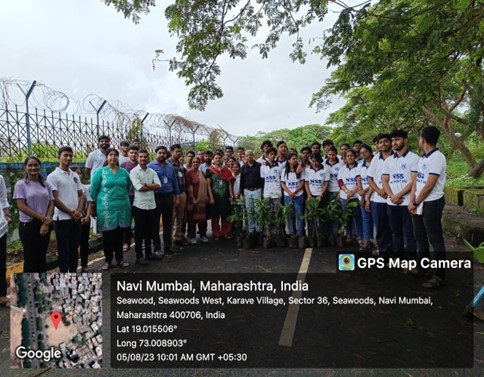 NSS
NSS
NSS
GPS Map Camera
Navi Mumbai, Maharashtra, India
Seawood, Seawoods West, Karave Village, Sector 36, Seawoods, Navi Mumbai,
Maharashtra 400706, India
Lat 19.015506°
Long 73.008903°
05/08/23 10:01 AM GMT +05:30
Google